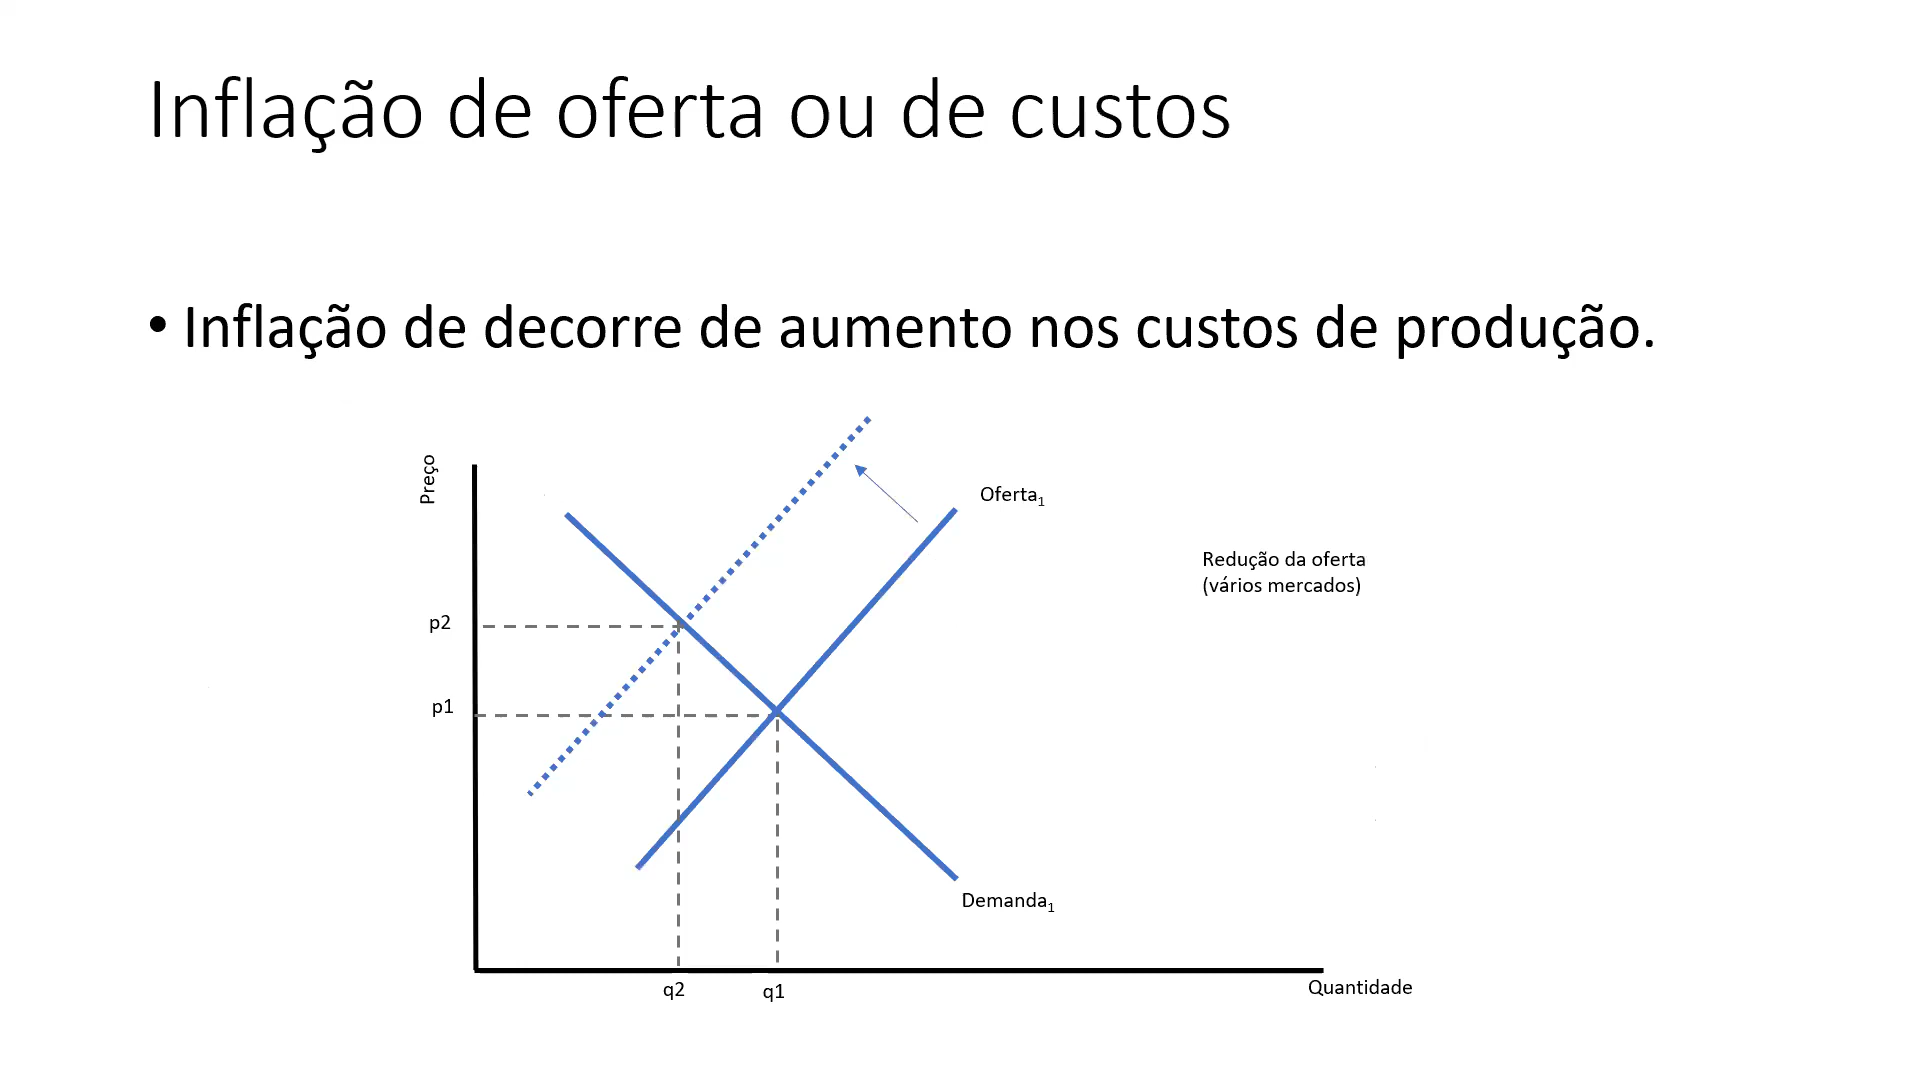 Inflação de oferta ou de custos
• Inflação de decorre de aumento nos custos de produção.
Preço
Oferta1
Redução da oferta
(vários mercados)
p2
p1
Demanda1
q2
q1
Quantidade